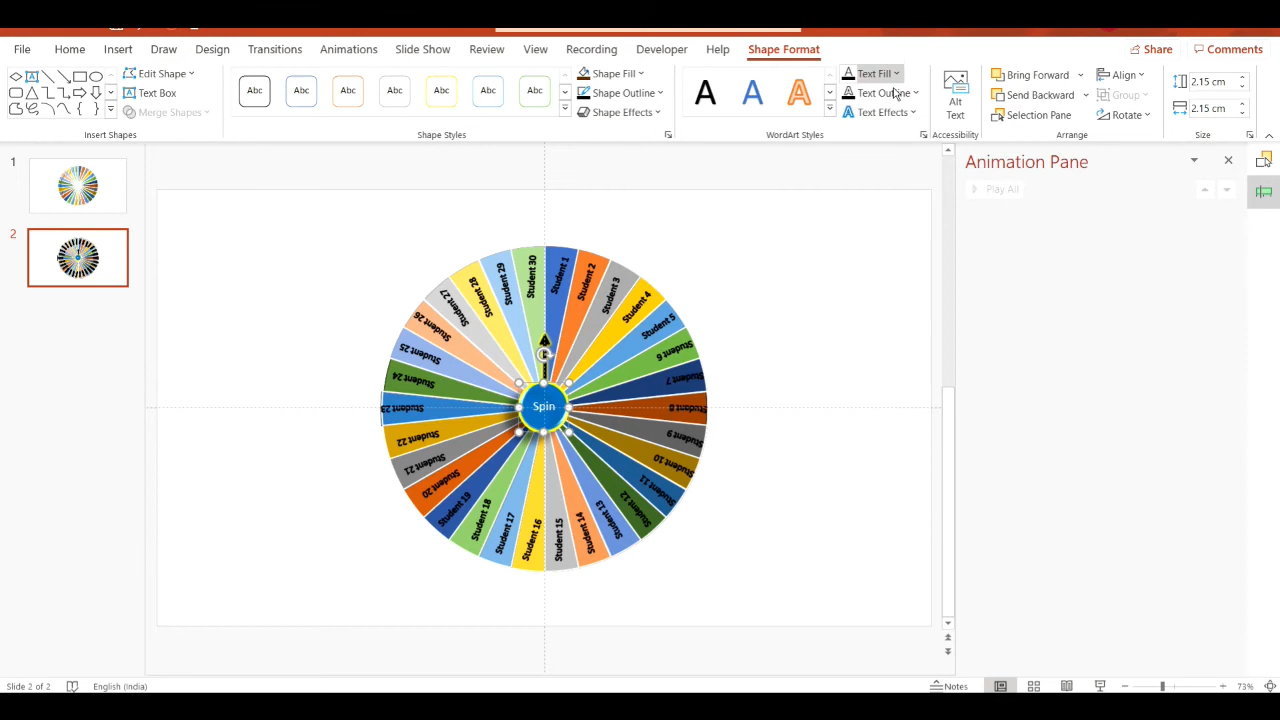 File Home Insert Draw Design Transitions Animations Slide Show Review View Recording Developer Help Shape Format Share Comments
Edit Shape
Text Box
Merge Shapes
Insert Shapes
Abc Abc Abc Abc Abc Abc Abc
Shape Fill
Shape Outline
Shape Effects
Shape Styles
A A A
Text Fill
Text Outline
Text Effects
WordArt Styles
Alt
Text
Accessibility
Bring Forward
Send Backward
Selection Pane
Align
Group
Rotate
Arrange
2.15 cm
2.15 cm
Size
1
2
Animation Pane
Play All
Student 1
Student 2
Student 3
Student 4
Student 5
Student 6
Student 7
Student 8
Student 9
Student 10
Student 11
Student 12
Student 13
Student 14
Student 15
Student 16
Student 17
Student 18
Student 19
Student 20
Student 21
Student 22
Student 23
Student 24
Student 25
Student 26
Student 27
Student 28
Student 29
Student 30
Spin
Slide 2 of 2 English (India) Notes 73%